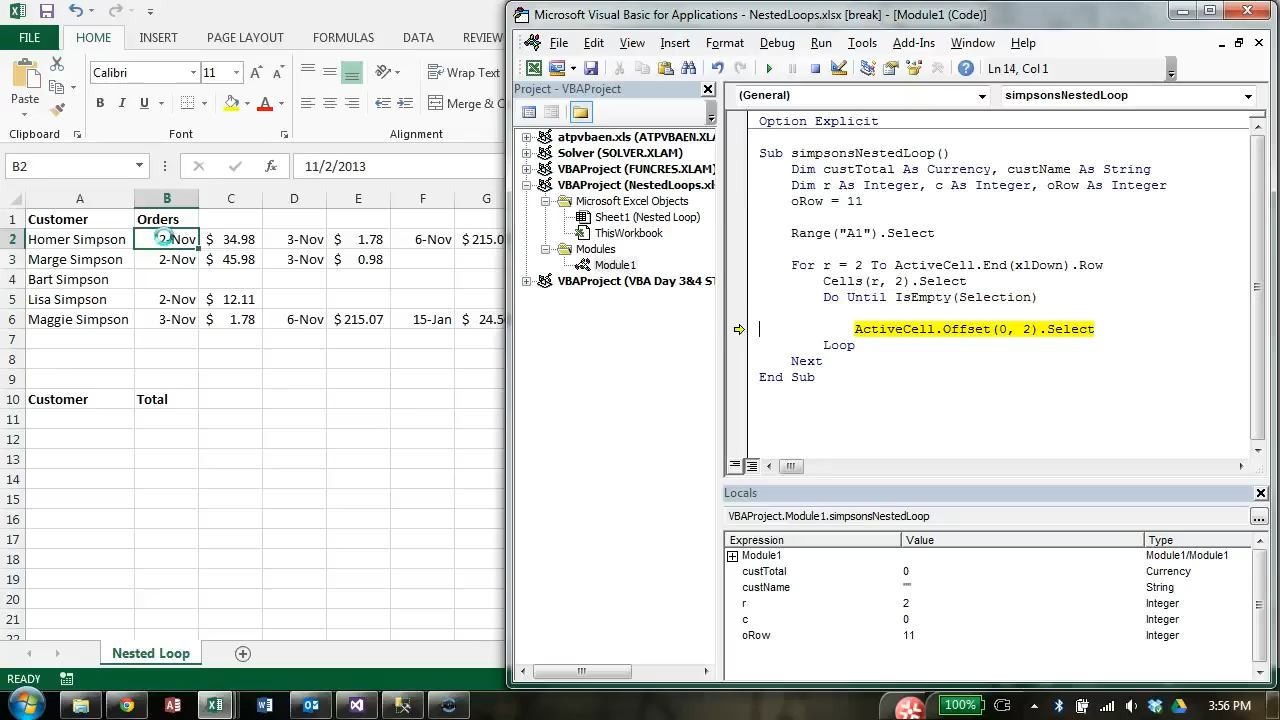 FILE HOME INSERT PAGE LAYOUT FORMULAS DATA REVIEW
Calibri 11 Wrap Text
Paste B I U Merge & C
Clipboard Font Alignment
B2 fx 11/2/2013
A B C D E F G
1 Customer Orders
2 Homer Simpson 2-Nov $ 34.98 3-Nov $ 1.78 6-Nov $215.0
3 Marge Simpson 2-Nov $ 45.98 3-Nov $ 0.98
4 Bart Simpson
5 Lisa Simpson 2-Nov $ 12.11
6 Maggie Simpson 3-Nov $ 1.78 6-Nov $215.07 15-Jan $ 24.5
7
8
9
10 Customer Total
11
12
13
14
15
16
17
18
19
20
21
22
Nested Loop
READY
Microsoft Visual Basic for Applications - NestedLoops.xlsx [break] - [Module1 (Code)]
File Edit View Insert Format Debug Run Tools Add-Ins Window Help
Ln 14, Col 1
Project - VBAProject
atpvbaen.xls (ATPVBAEN.XLAM)
Solver (SOLVER.XLAM)
VBAProject (FUNCRES.XLAM)
VBAProject (NestedLoops.xl
Microsoft Excel Objects
Sheet1 (Nested Loop)
ThisWorkbook
Modules
Module1
VBAProject (VBA Day 3&4 ST
(General) simpsonsNestedLoop
Option Explicit
Sub simpsonsNestedLoop()
Dim custTotal As Currency, custName As String
Dim r As Integer, c As Integer, oRow As Integer
oRow = 11
Range("A1").Select
For r = 2 To ActiveCell.End(xlDown).Row
Cells(r, 2).Select
Do Until IsEmpty(Selection)
ActiveCell.Offset(0, 2).Select
Loop
Next
End Sub
Locals
VBAProject.Module1.simpsonsNestedLoop
Expression Value Type
Module1 Module1/Module1
custTotal 0 Currency
custName "" String
r 2 Integer
c 0 Integer
oRow 11 Integer
100% 3:56 PM